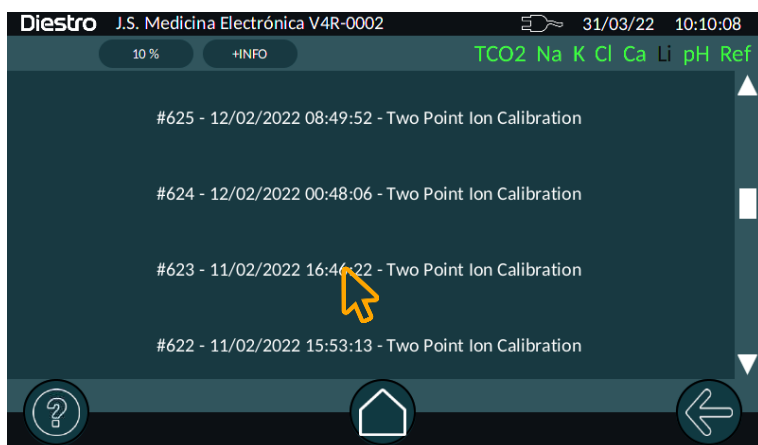 Diestro J.S. Medicina Electrónica V4R-0002 31/03/22 10:10:08
10 % +INFO TCO2 Na K Cl Ca Li pH Ref
#625 - 12/02/2022 08:49:52 - Two Point Ion Calibration
#624 - 12/02/2022 00:48:06 - Two Point Ion Calibration
#623 - 11/02/2022 16:46:22 - Two Point Ion Calibration
#622 - 11/02/2022 15:53:13 - Two Point Ion Calibration
?